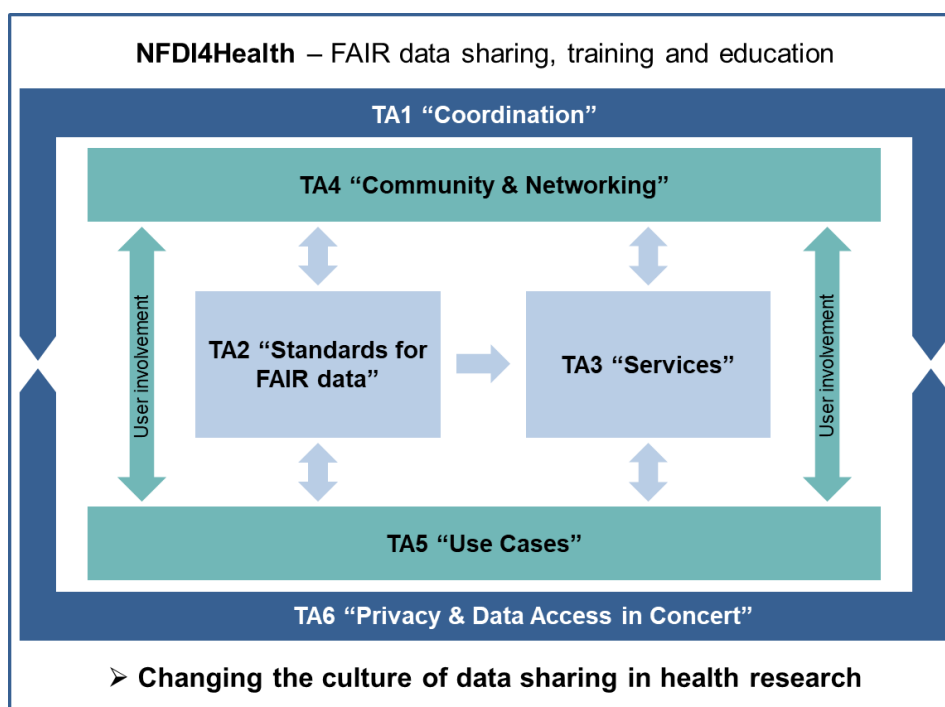 NFDI4Health – FAIR data sharing, training and education
TA1 “Coordination”
TA4 “Community & Networking”
User involvement
TA2 “Standards for
FAIR data”
TA3 “Services”
User involvement
TA5 “Use Cases”
TA6 “Privacy & Data Access in Concert”
➢ Changing the culture of data sharing in health research